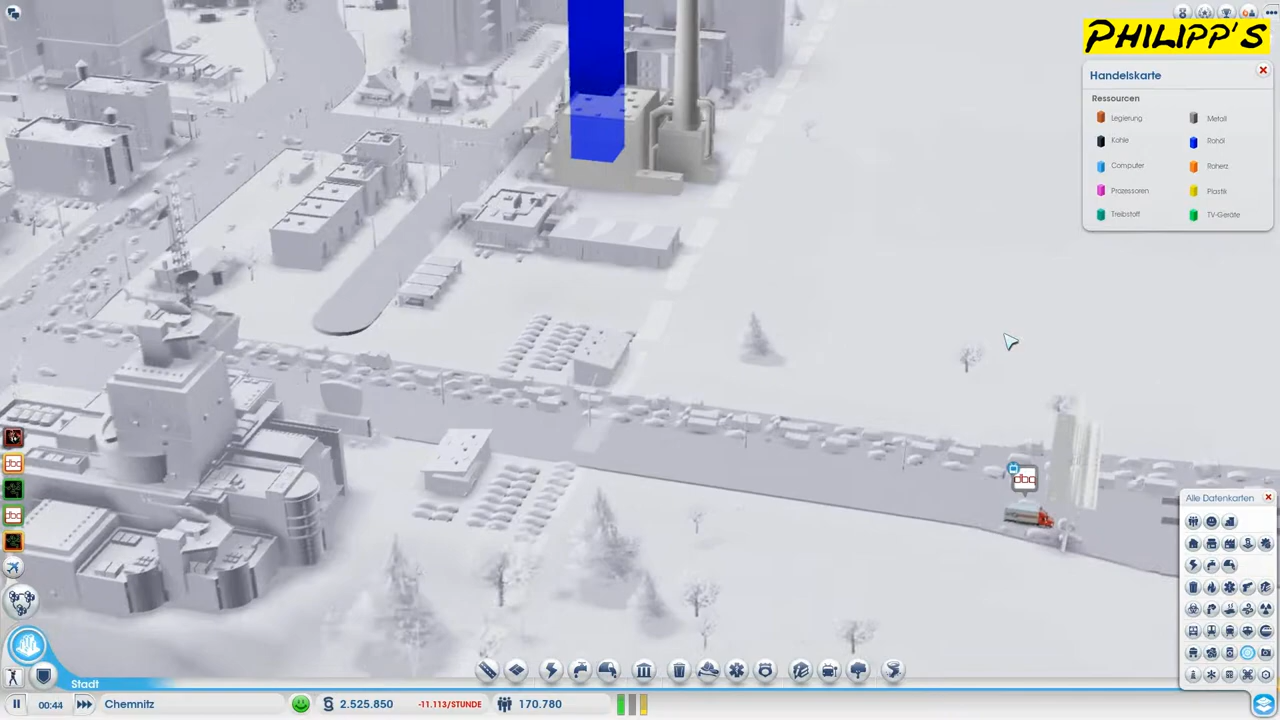 PHILIPP'S
Handelskarte
Ressourcen
Legierung Metall
Kohle Rohöl
Computer Roherz
Prozessoren Plastik
Treibstoff TV-Geräte
dbq
Alle Datenkarten
Stadt
00:44 Chemnitz 2.525.850 -11.113/STUNDE 170.780